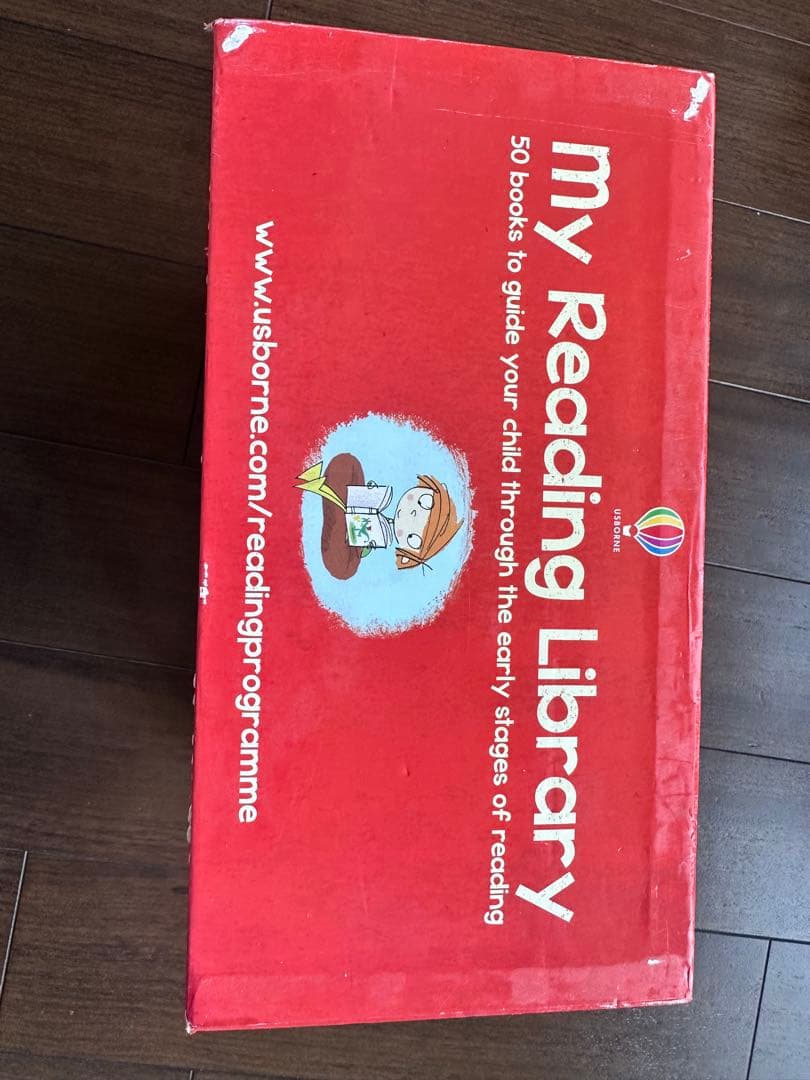 USBORNE
My Reading Library
50 books to guide your child through the early stages of reading
www.usborne.com/readingprogramme